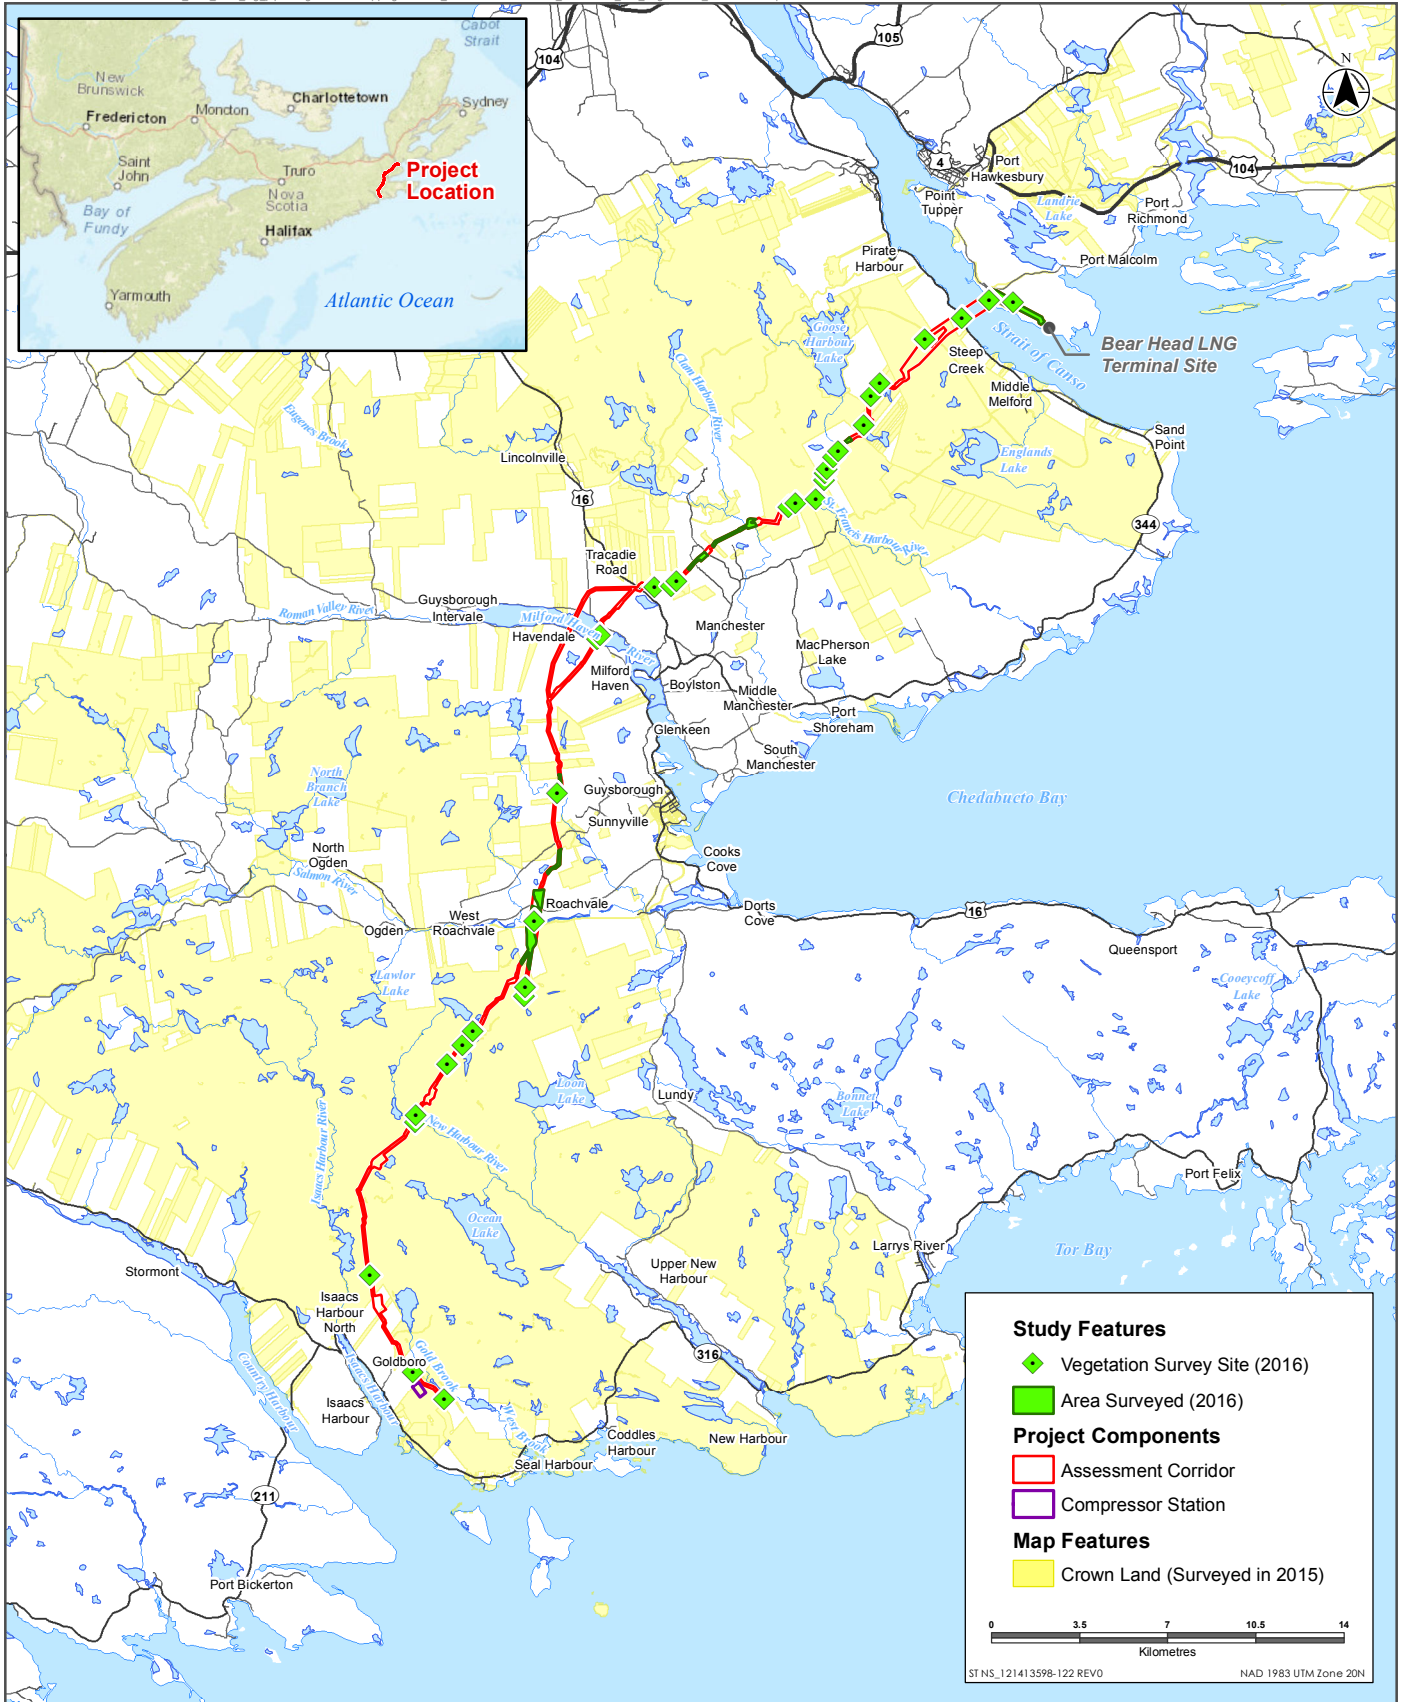 Cabot
Strait
New
Brunswick
Charlottetown
Moncton
Sydney
Fredericton
Saint
John
Truro
Project
Location
Nova
Scotia
Bay of
Fundy
Halifax
Yarmouth
Atlantic Ocean
104
105
N
4
Port
Hawkesbury
104
Point
Tupper
Landrie
Lake
Port
Richmond
Pirate
Harbour
Port Malcolm
Goose
Harbour
Lake
Strait of Canso
Bear Head LNG
Terminal Site
Steep
Creek
Clam Harbour River
Middle
Melford
Eugenes Brook
Sand
Point
Lincolnville
Englands
Lake
16
St. Francis Harbour River
344
Tracadie
Road
Guysborough
Intervale
Roman Valley River
Milford Haven
River
Havendale
Manchester
MacPherson
Lake
Milford
Haven
Boylston
Middle
Manchester
Port
Shoreham
Glenkeen
South
Manchester
North
Branch
Lake
Guysborough
Chedabucto Bay
Sunnyville
North
Ogden
Cooks
Cove
Salmon River
Roachvale
Dorts
Cove
16
West
Roachvale
Ogden
Queensport
Lawlor
Lake
Cooeycoff
Lake
Loon
Lake
Lundy
Bonnet
Lake
Isaacs Harbour River
New Harbour River
Port Felix
Ocean
Lake
Larrys River
Tor Bay
Stormont
Upper New
Harbour
Isaacs
Harbour
North
Gold Brook
316
Goldboro
Country Harbour
Isaacs Harbour
Isaacs
Harbour
West Brook
Coddles
Harbour
New Harbour
Seal Harbour
211
Port Bickerton
Study Features
Vegetation Survey Site (2016)
Area Surveyed (2016)
Project Components
Assessment Corridor
Compressor Station
Map Features
Crown Land (Surveyed in 2015)
0 3.5 7 10.5 14
Kilometres
ST NS_121413598-122 REV0 NAD 1983 UTM Zone 20N